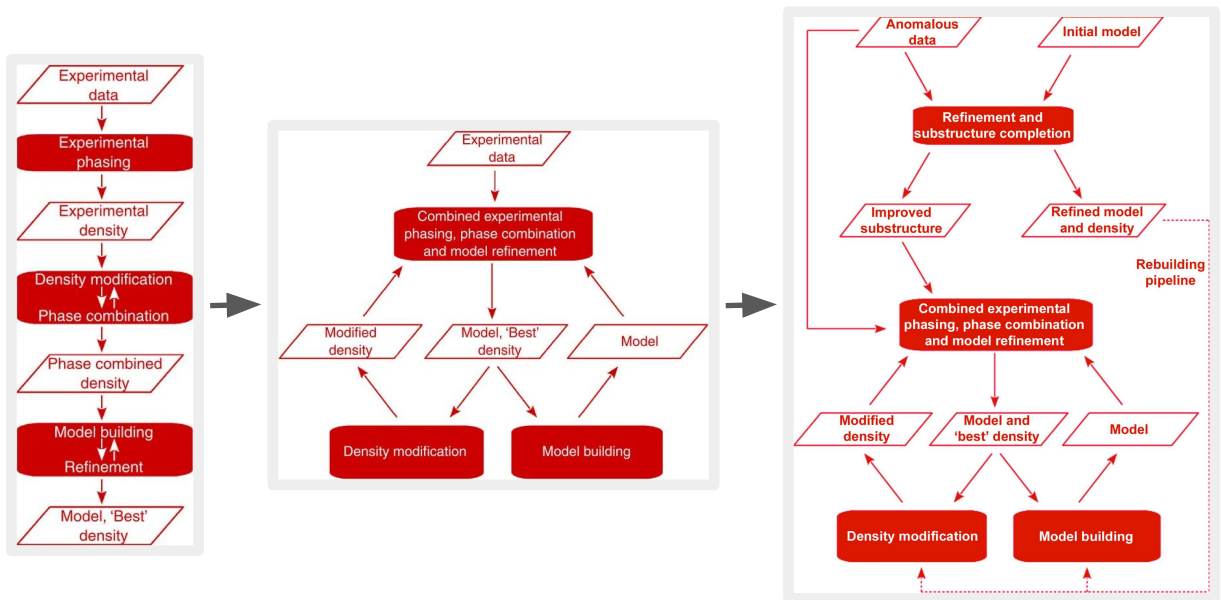 Experimental
data
Experimental
phasing
Experimental
density
Density modification
Phase combination
Phase combined
density
Model building
Refinement
Model, ‘Best’
density
Experimental
data
Combined experimental
phasing, phase combination
and model refinement
Modified
density
Model, ‘Best’
density
Model
Density modification
Model building
Anomalous
data
Initial model
Refinement and
substructure completion
Improved
substructure
Refined model
and density
Rebuilding
pipeline
Combined experimental
phasing, phase combination
and model refinement
Modified
density
Model and
‘best’ density
Model
Density modification
Model building